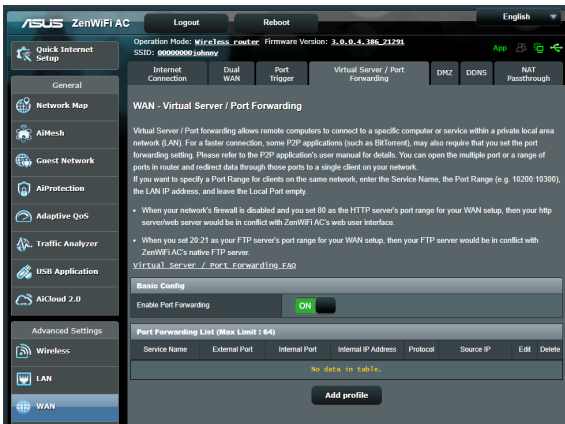 ASUS ZenWiFi AC
Logout
Reboot
English
Operation Mode: Wireless router Firmware Version: 3.0.0.4.386_21291
SSID: 00000001johnny
App
Quick Internet
Setup
General
Network Map
AiMesh
Guest Network
AiProtection
Adaptive QoS
Traffic Analyzer
USB Application
AiCloud 2.0
Advanced Settings
Wireless
LAN
WAN
Internet
Connection
Dual
WAN
Port
Trigger
Virtual Server / Port
Forwarding
DMZ
DDNS
NAT
Passthrough
WAN - Virtual Server / Port Forwarding
Virtual Server / Port forwarding allows remote computers to connect to a specific computer or service within a private local area
network (LAN). For a faster connection, some P2P applications (such as BitTorrent), may also require that you set the port
forwarding setting. Please refer to the P2P application's user manual for details. You can open the multiple port or a range of
ports in router and redirect data through those ports to a single client on your network.
If you want to specify a Port Range for clients on the same network, enter the Service Name, the Port Range (e.g. 10200:10300),
the LAN IP address, and leave the Local Port empty.
• When your network's firewall is disabled and you set 80 as the HTTP server's port range for your WAN setup, then your http
server/web server would be in conflict with ZenWiFi AC's web user interface.
• When you set 20:21 as your FTP server's port range for your WAN setup, then your FTP server would be in conflict with
ZenWiFi AC's native FTP server.
Virtual Server / Port Forwarding FAQ
Basic Config
Enable Port Forwarding
ON
Port Forwarding List (Max Limit : 64)
Service Name External Port Internal Port Internal IP Address Protocol Source IP Edit Delete
No data in table.
Add profile